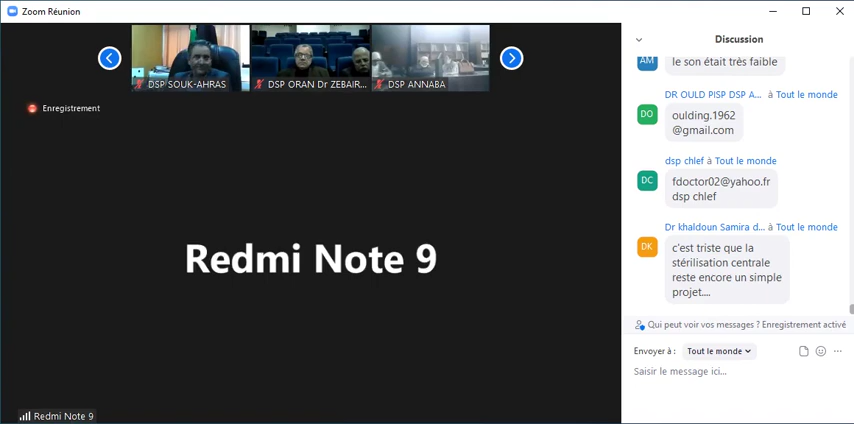 Zoom Réunion
DSP SOUK-AHRAS
DSP ORAN Dr ZEBAIR...
DSP ANNABA
Enregistrement
Redmi Note 9
Redmi Note 9
Discussion
AM
le son était très faible
DR OULD PISP DSP A... à Tout le monde
DO
oulding.1962
@gmail.com
dsp chlef à Tout le monde
DC
fdoctor02@yahoo.fr
dsp chlef
Dr khaldoun Samira d... à Tout le monde
DK
c'est triste que la
stérilisation centrale
reste encore un simple
projet....
Qui peut voir vos messages ? Enregistrement activé
Envoyer à : Tout le monde
Saisir le message ici...